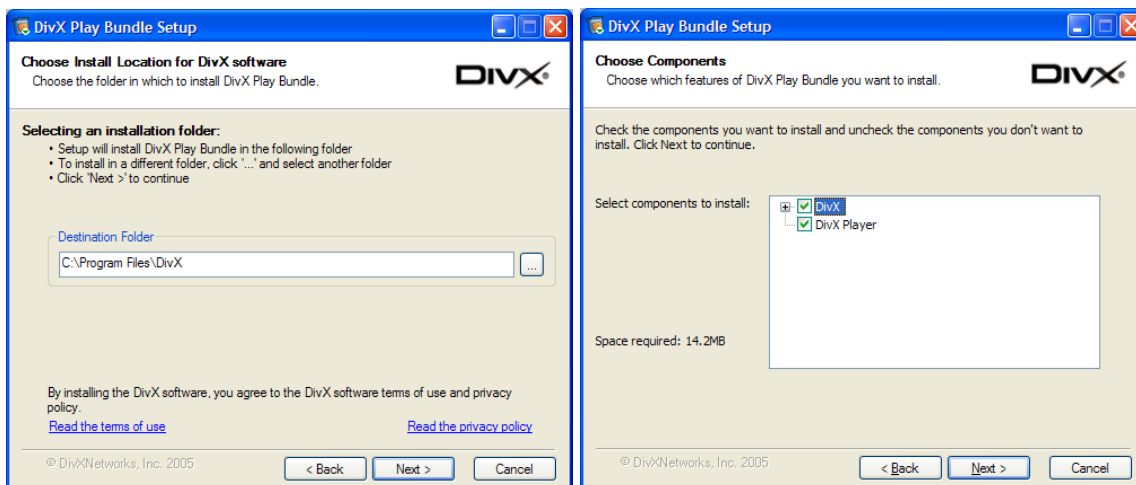 DivX Play Bundle Setup
Choose Install Location for DivX software
Choose the folder in which to install DivX Play Bundle.
DIVX®
Selecting an installation folder:
• Setup will install DivX Play Bundle in the following folder
• To install in a different folder, click '...' and select another folder
• Click 'Next >' to continue
Destination Folder
C:\Program Files\DivX
...
By installing the DivX software, you agree to the DivX software terms of use and privacy
policy.
Read the terms of use
Read the privacy policy
© DivXNetworks, Inc. 2005
< Back
Next >
Cancel
DivX Play Bundle Setup
Choose Components
Choose which features of DivX Play Bundle you want to install.
DIVX®
Check the components you want to install and uncheck the components you don't want to
install. Click Next to continue.
Select components to install:
DivX
DivX Player
Space required: 14.2MB
© DivXNetworks, Inc. 2005
< Back
Next >
Cancel